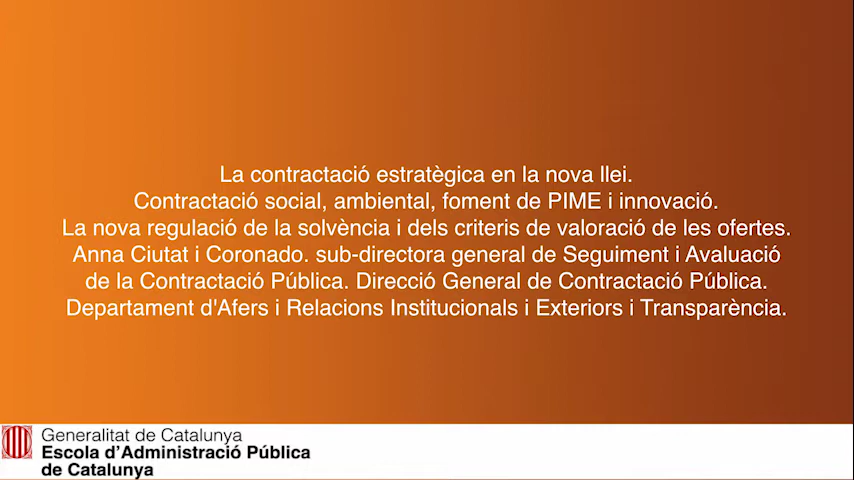 La contractació estratègica en la nova llei.
Contractació social, ambiental, foment de PIME i innovació.
La nova regulació de la solvència i dels criteris de valoració de les ofertes.
Anna Ciutat i Coronado. sub-directora general de Seguiment i Avaluació
de la Contractació Pública. Direcció General de Contractació Pública.
Departament d'Afers i Relacions Institucionals i Exteriors i Transparència.
Generalitat de Catalunya
Escola d'Administració Pública
de Catalunya